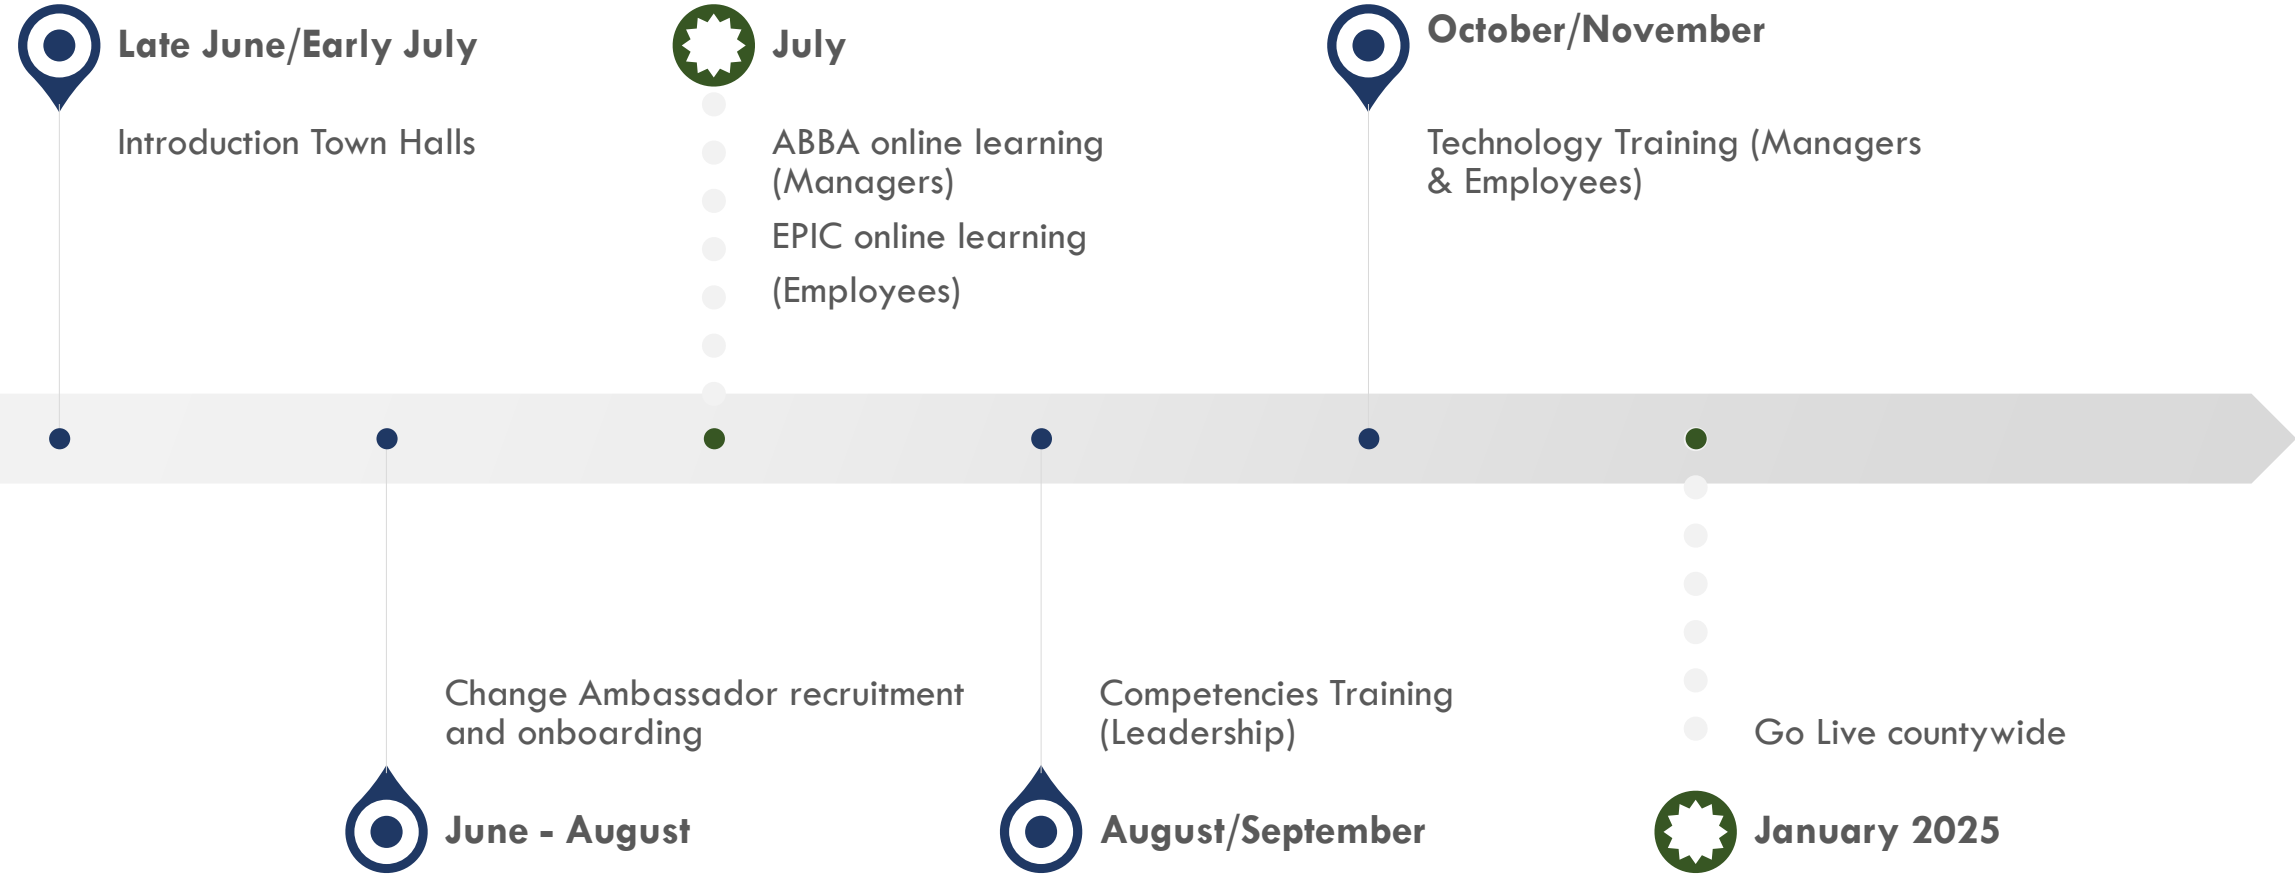 Late June/Early July
Introduction Town Halls
June - August
Change Ambassador recruitment
and onboarding
July
ABBA online learning
(Managers)
EPIC online learning
(Employees)
August/September
Competencies Training
(Leadership)
October/November
Technology Training (Managers
& Employees)
January 2025
Go Live countywide